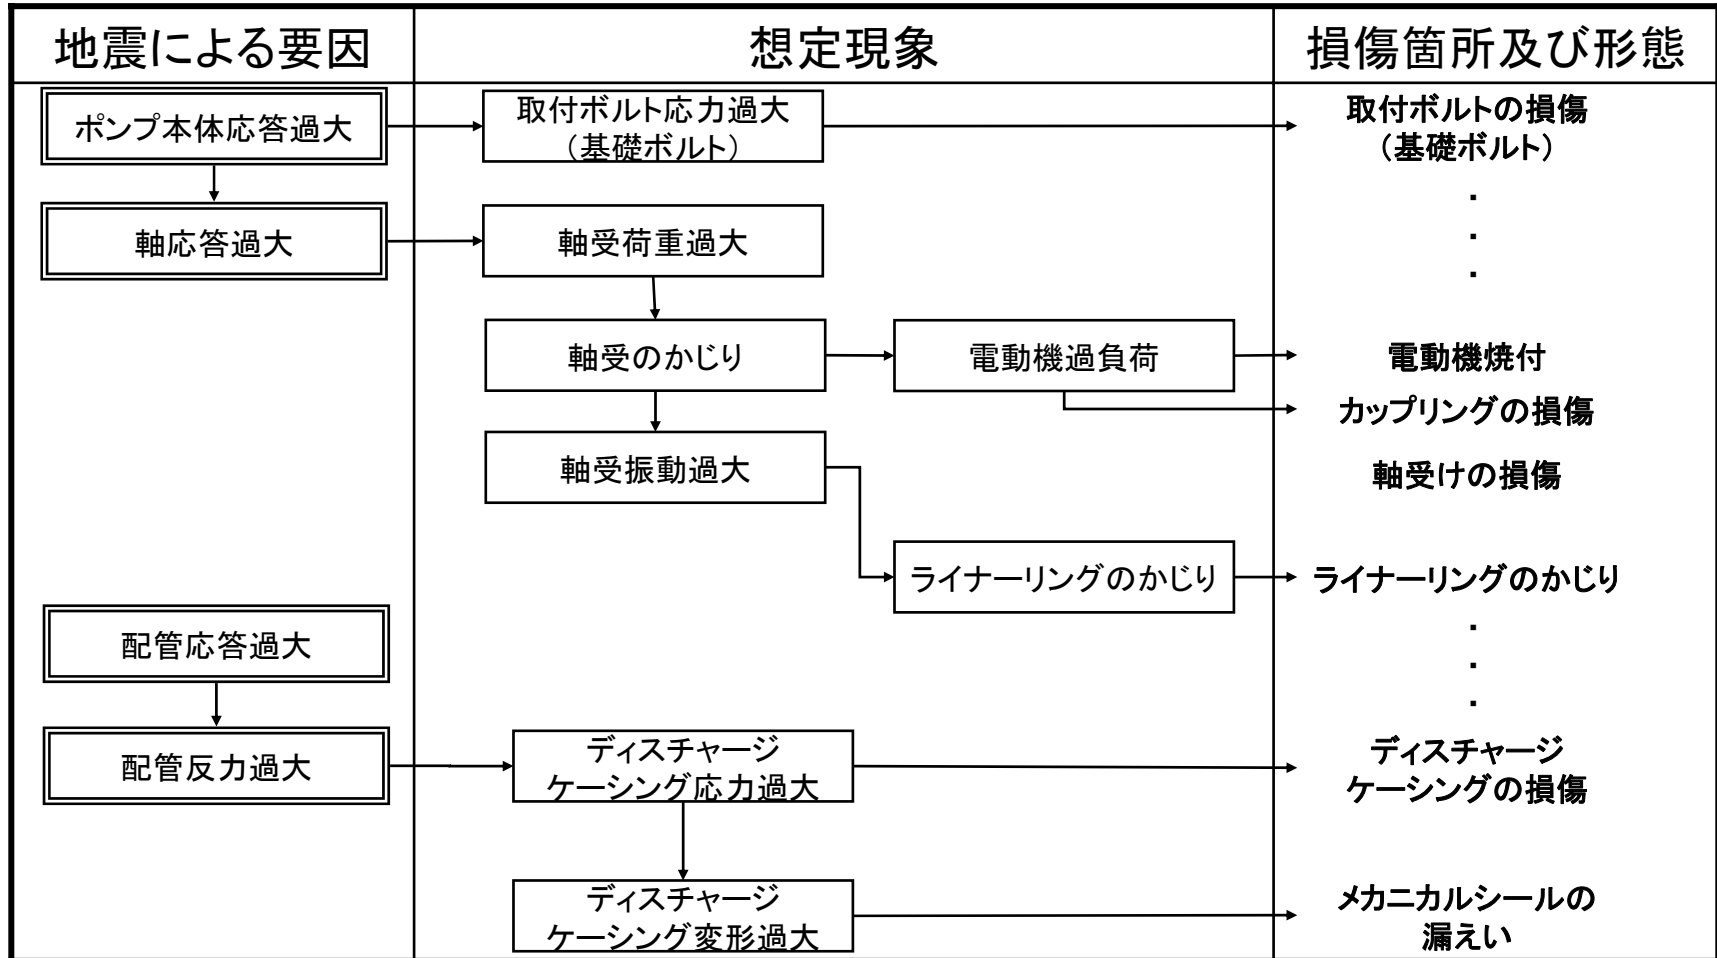 地震による要因
想定現象
損傷箇所及び形態
ポンプ本体応答過大
取付ボルト応力過大
（基礎ボルト）
取付ボルトの損傷
（基礎ボルト）
・
・
・
軸応答過大
軸受荷重過大
軸受のかじり
電動機過負荷
電動機焼付
カップリングの損傷
軸受振動過大
軸受けの損傷
ライナーリングのかじり
ライナーリングのかじり
・
・
・
配管応答過大
配管反力過大
ディスチャージ
ケーシング応力過大
ディスチャージ
ケーシングの損傷
ディスチャージ
ケーシング変形過大
メカニカルシールの
漏えい